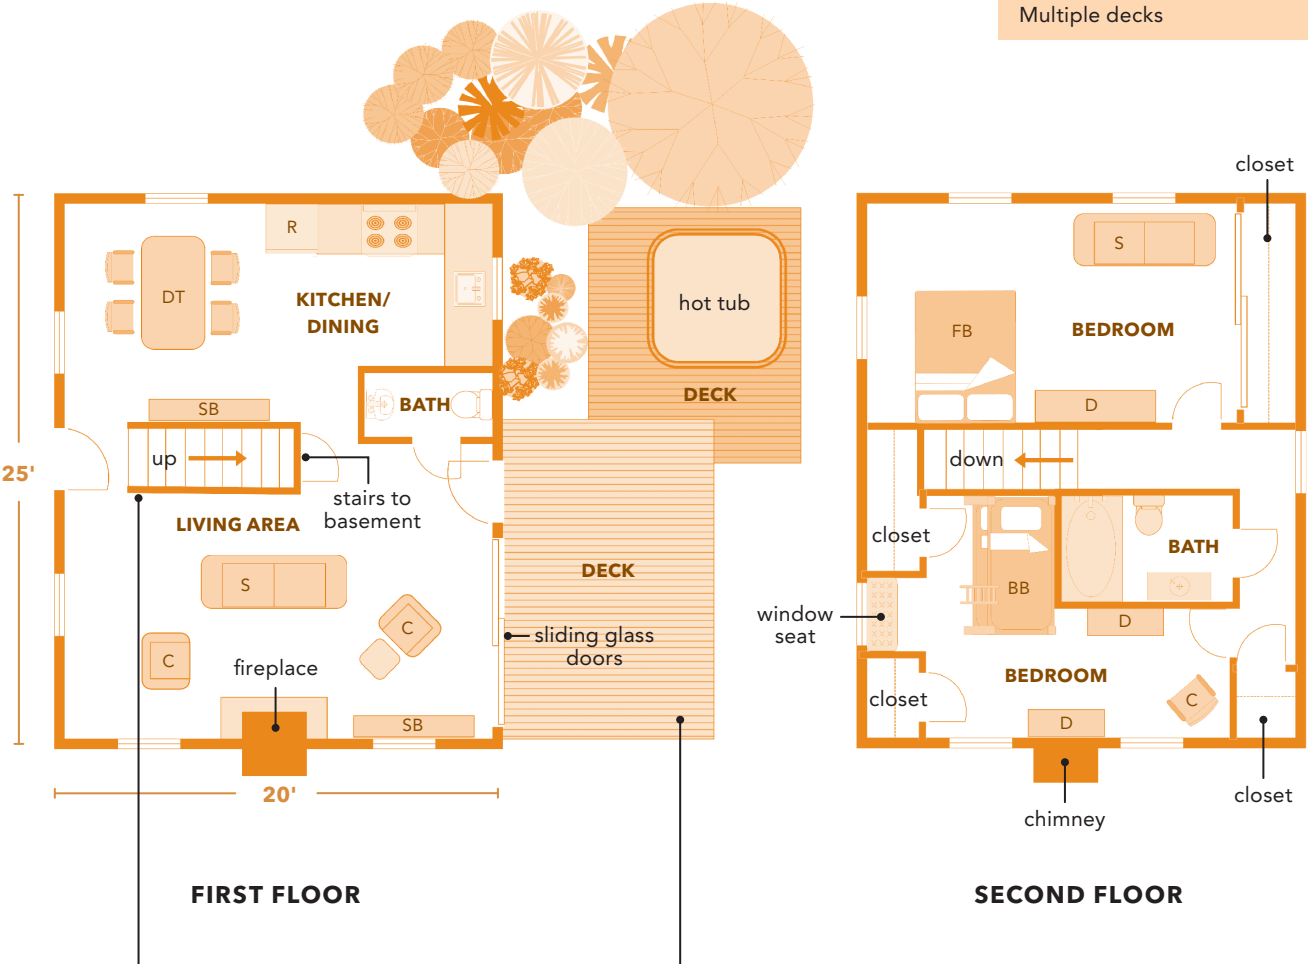 Multiple decks
closet
R
S
DT
KITCHEN/
DINING
hot tub
FB
BEDROOM
DECK
BATH
SB
D
up
down
25'
stairs to
basement
LIVING AREA
closet
BATH
DECK
S
BB
window
seat
D
C
sliding glass
doors
C
fireplace
BEDROOM
closet
C
SB
D
20'
closet
chimney
FIRST FLOOR
SECOND FLOOR